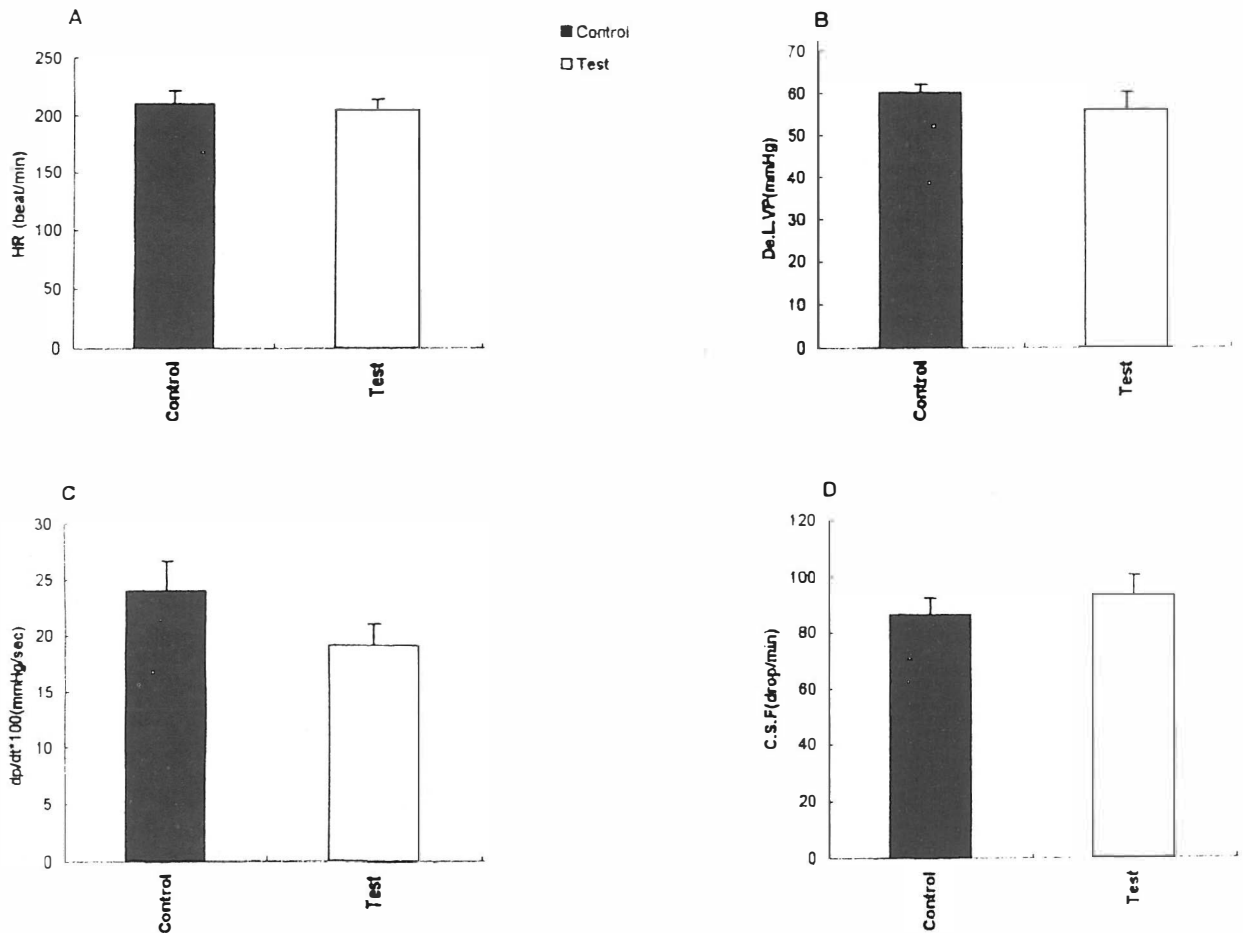 A
■ Control
□ Test
HR (beat/min)
250
200
150
100
50
0
Control
Test
B
De.L.VP(mmHg)
70
60
50
40
30
20
10
0
Control
Test
C
dp/dt*100(mmHg/sec)
30
25
20
15
10
5
0
Control
Test
D
C.S.F(drop/min)
120
100
80
60
40
20
0
Control
Test